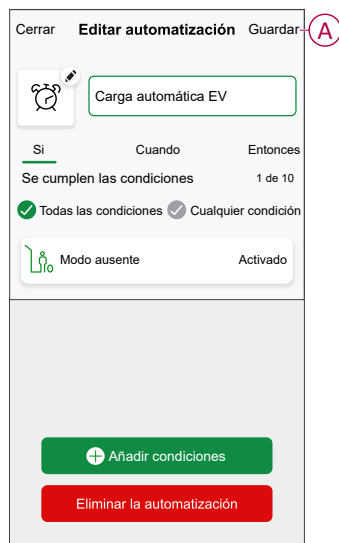 Cerrar Editar automatización Guardar A
Carga automática EV
Si Cuando Entonces
Se cumplen las condiciones 1 de 10
Todas las condiciones Cualquier condición
Modo ausente Activado
Añadir condiciones
Eliminar la automatización